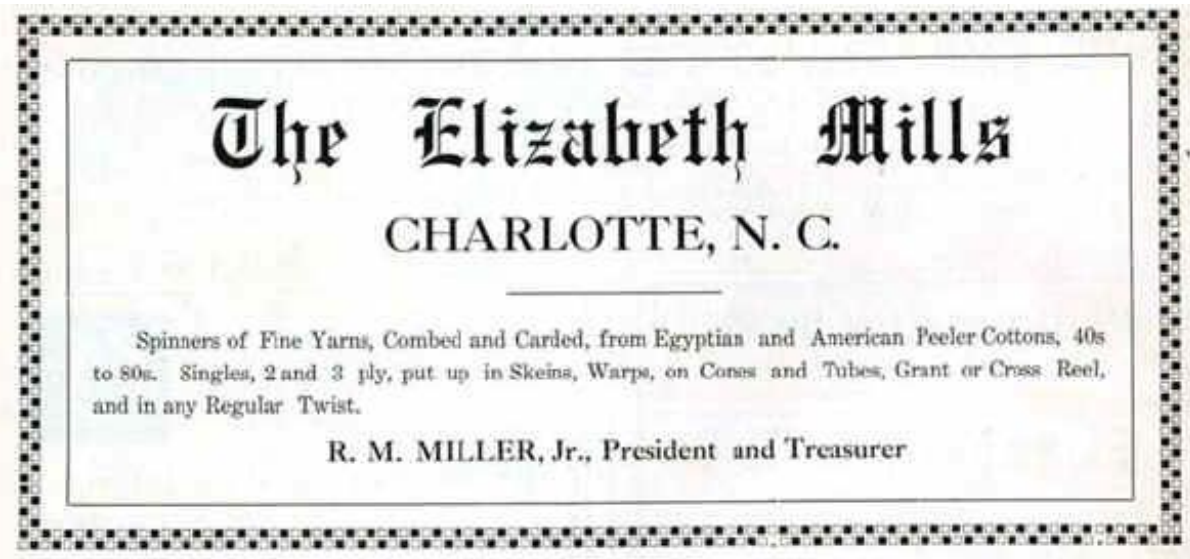 The Elizabeth Mills
CHARLOTTE, N. C.
Spinners of Fine Yarns, Combed and Carded, from Egyptian and American Peeler Cottons, 40s
to 80s. Singles, 2 and 3 ply, put up in Skeins, Warps, on Cones and Tubes, Grant or Cross Reel,
and in any Regular Twist.
R. M. MILLER, Jr., President and Treasurer